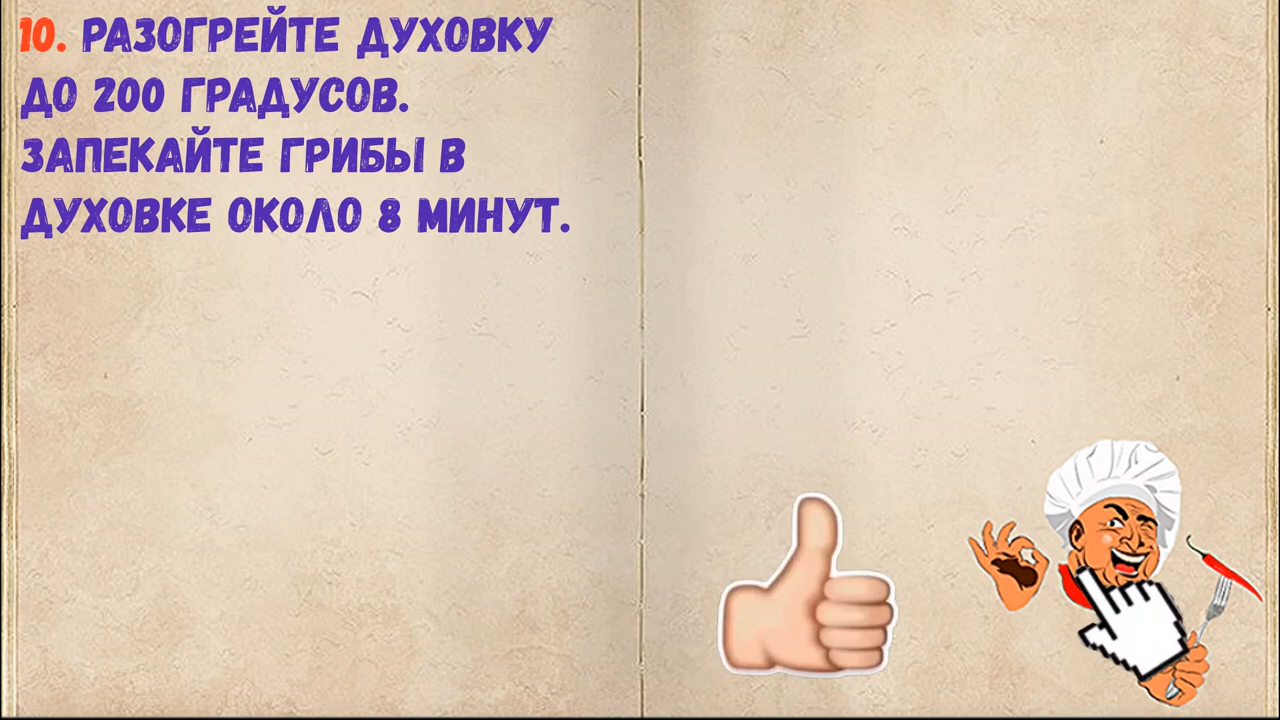 10. РАЗОГРЕЙТЕ ДУХОВКУ
ДО 200 ГРАДУСОВ.
ЗАПЕКАЙТЕ ГРИБЫ В
ДУХОВКЕ ОКОЛО 8 МИНУТ.